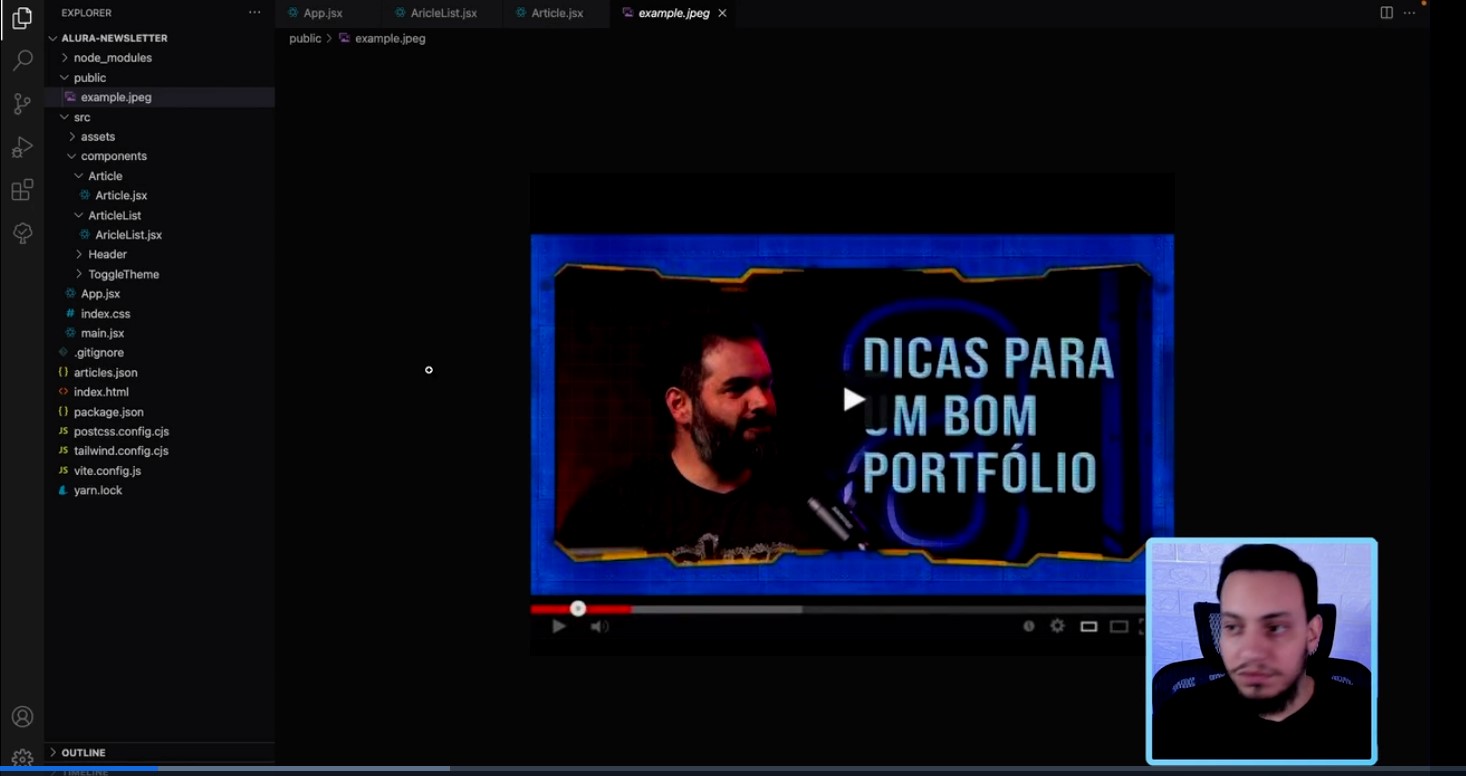 EXPLORER
App.jsx
AricleList.jsx
Article.jsx
example.jpeg
ALURA-NEWSLETTER
public
example.jpeg
node_modules
public
example.jpeg
src
assets
components
Article
Article.jsx
ArticleList
AricleList.jsx
Header
ToggleTheme
App.jsx
# index.css
main.jsx
.gitignore
{} articles.json
<> index.html
{} package.json
JS postcss.config.cjs
JS tailwind.config.cjs
JS vite.config.js
yarn.lock
DICAS PARA
UM BOM
PORTFÓLIO
OUTLINE
TIMELINE